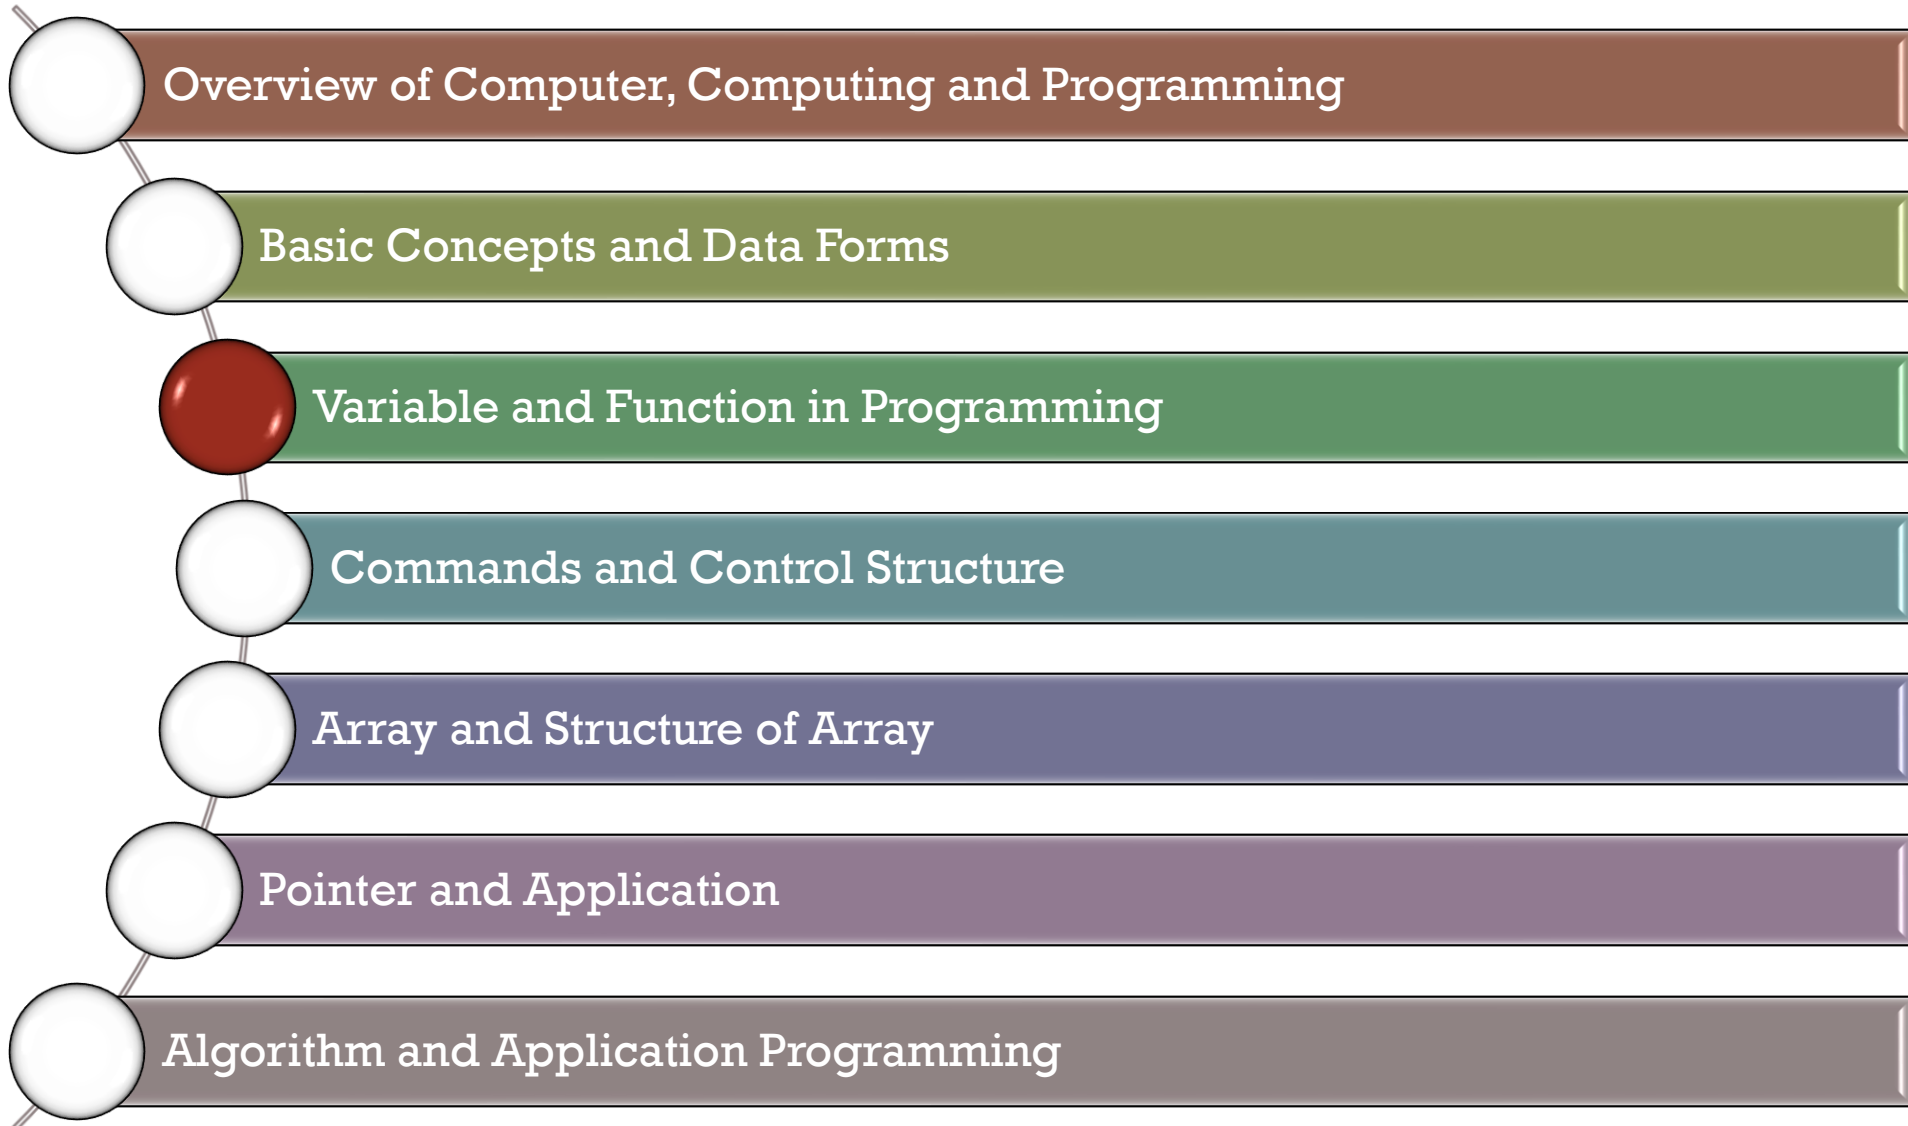 Overview of Computer, Computing and Programming
Basic Concepts and Data Forms
Variable and Function in Programming
Commands and Control Structure
Array and Structure of Array
Pointer and Application
Algorithm and Application Programming